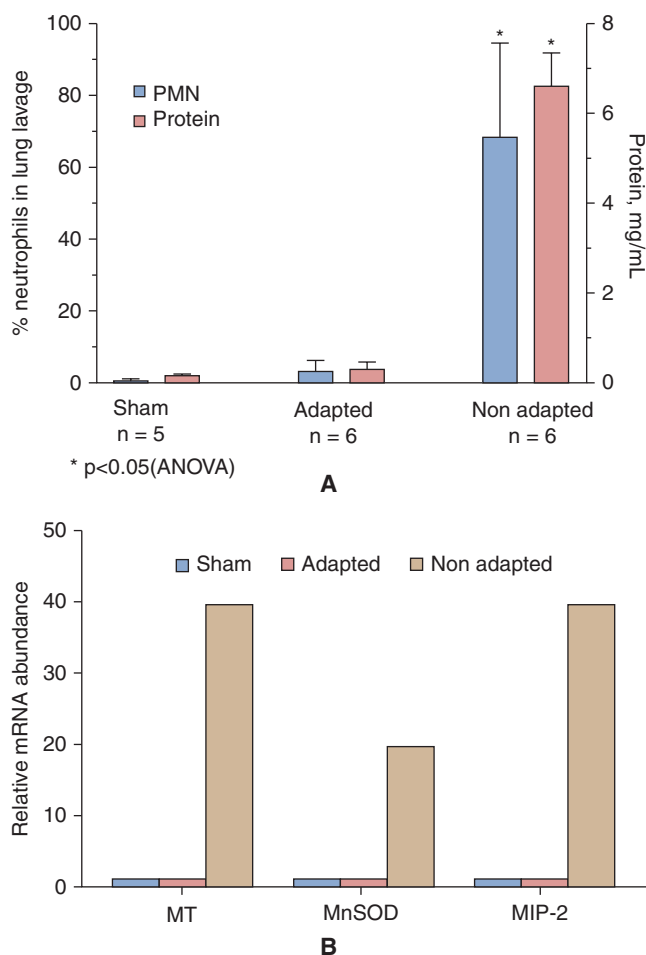 100
80
60
40
20
0
% neutrophils in lung lavage
PMN
Protein
* *
8
6
4
2
0
Protein, mg/mL
Sham Adapted Non adapted
n = 5 n = 6 n = 6
* p<0.05(ANOVA)
A
50
40
30
20
10
0
Relative mRNA abundance
Sham Adapted Non adapted
MT MnSOD MIP-2
B